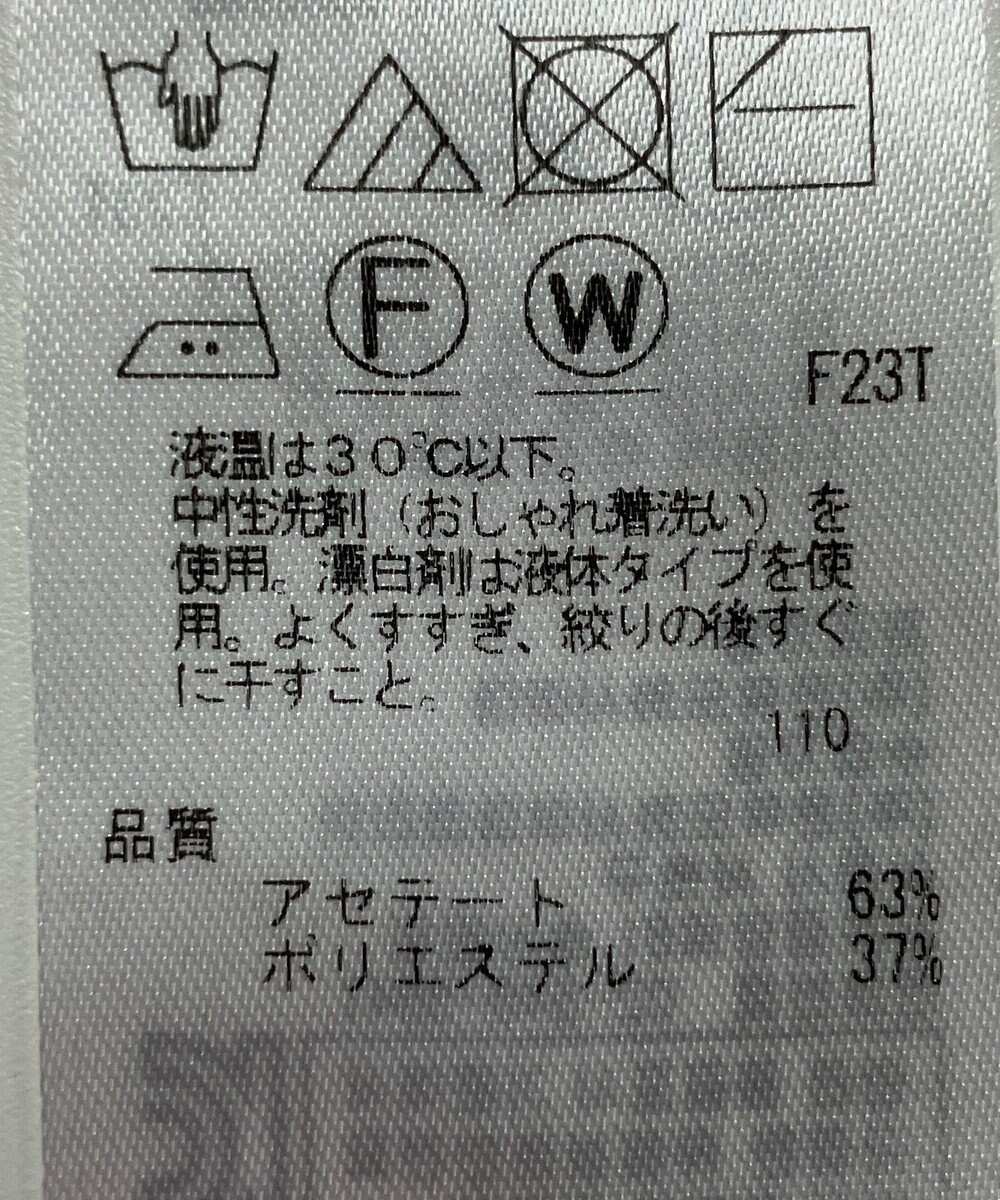 F
W
F23T
液温は30℃以下。
中性洗剤（おしゃれ着洗い）を
使用。漂白剤は液体タイプを使
用。よくすすぎ、絞りの後すぐ
に干すこと。
110
品質
アセテート 63%
ポリエステル 37%